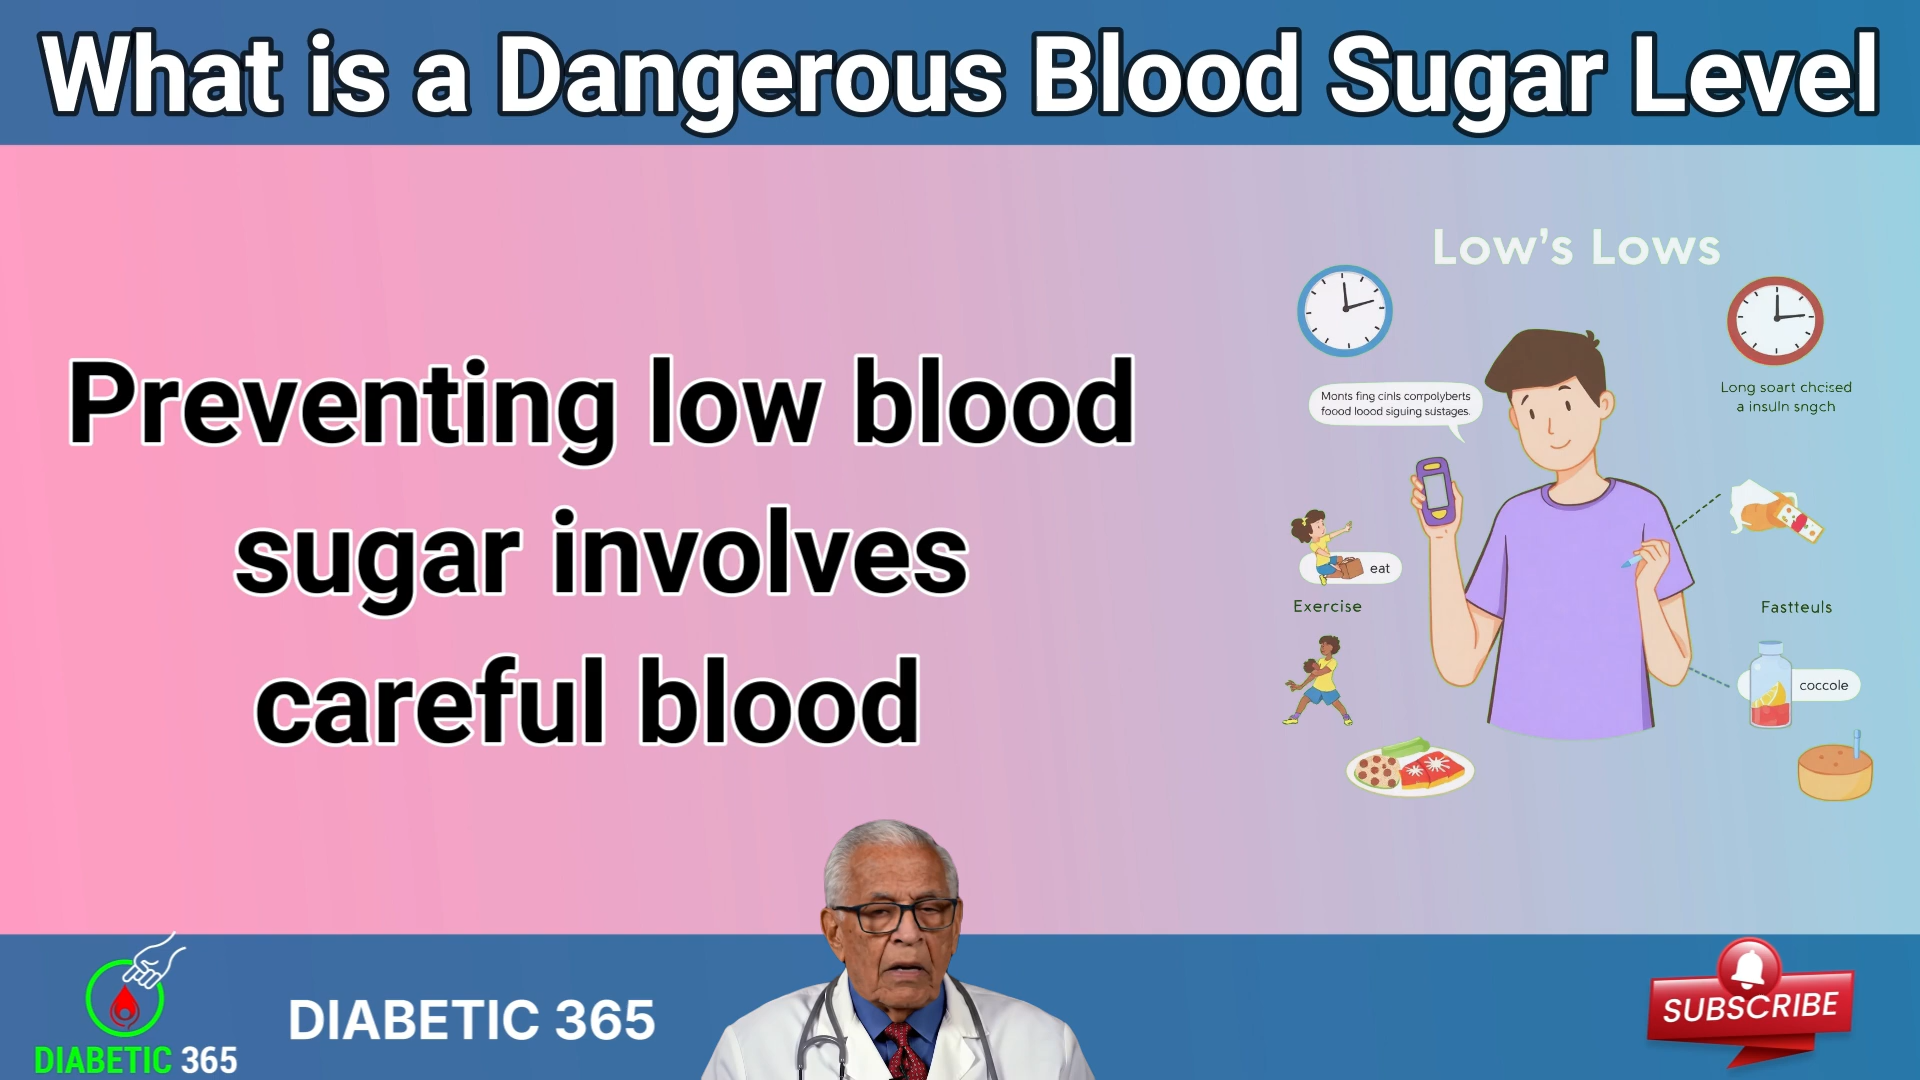 What is a Dangerous Blood Sugar Level
Preventing low blood
sugar involves
careful blood
Low's Lows
Monts fing cinls corrpolyberts
foood loood siguing sustages.
Long soart chcised
a insuln sngch
eat
Exercise
Fastteuls
coccole
DIABETIC 365
DIABETIC 365
SUBSCRIBE